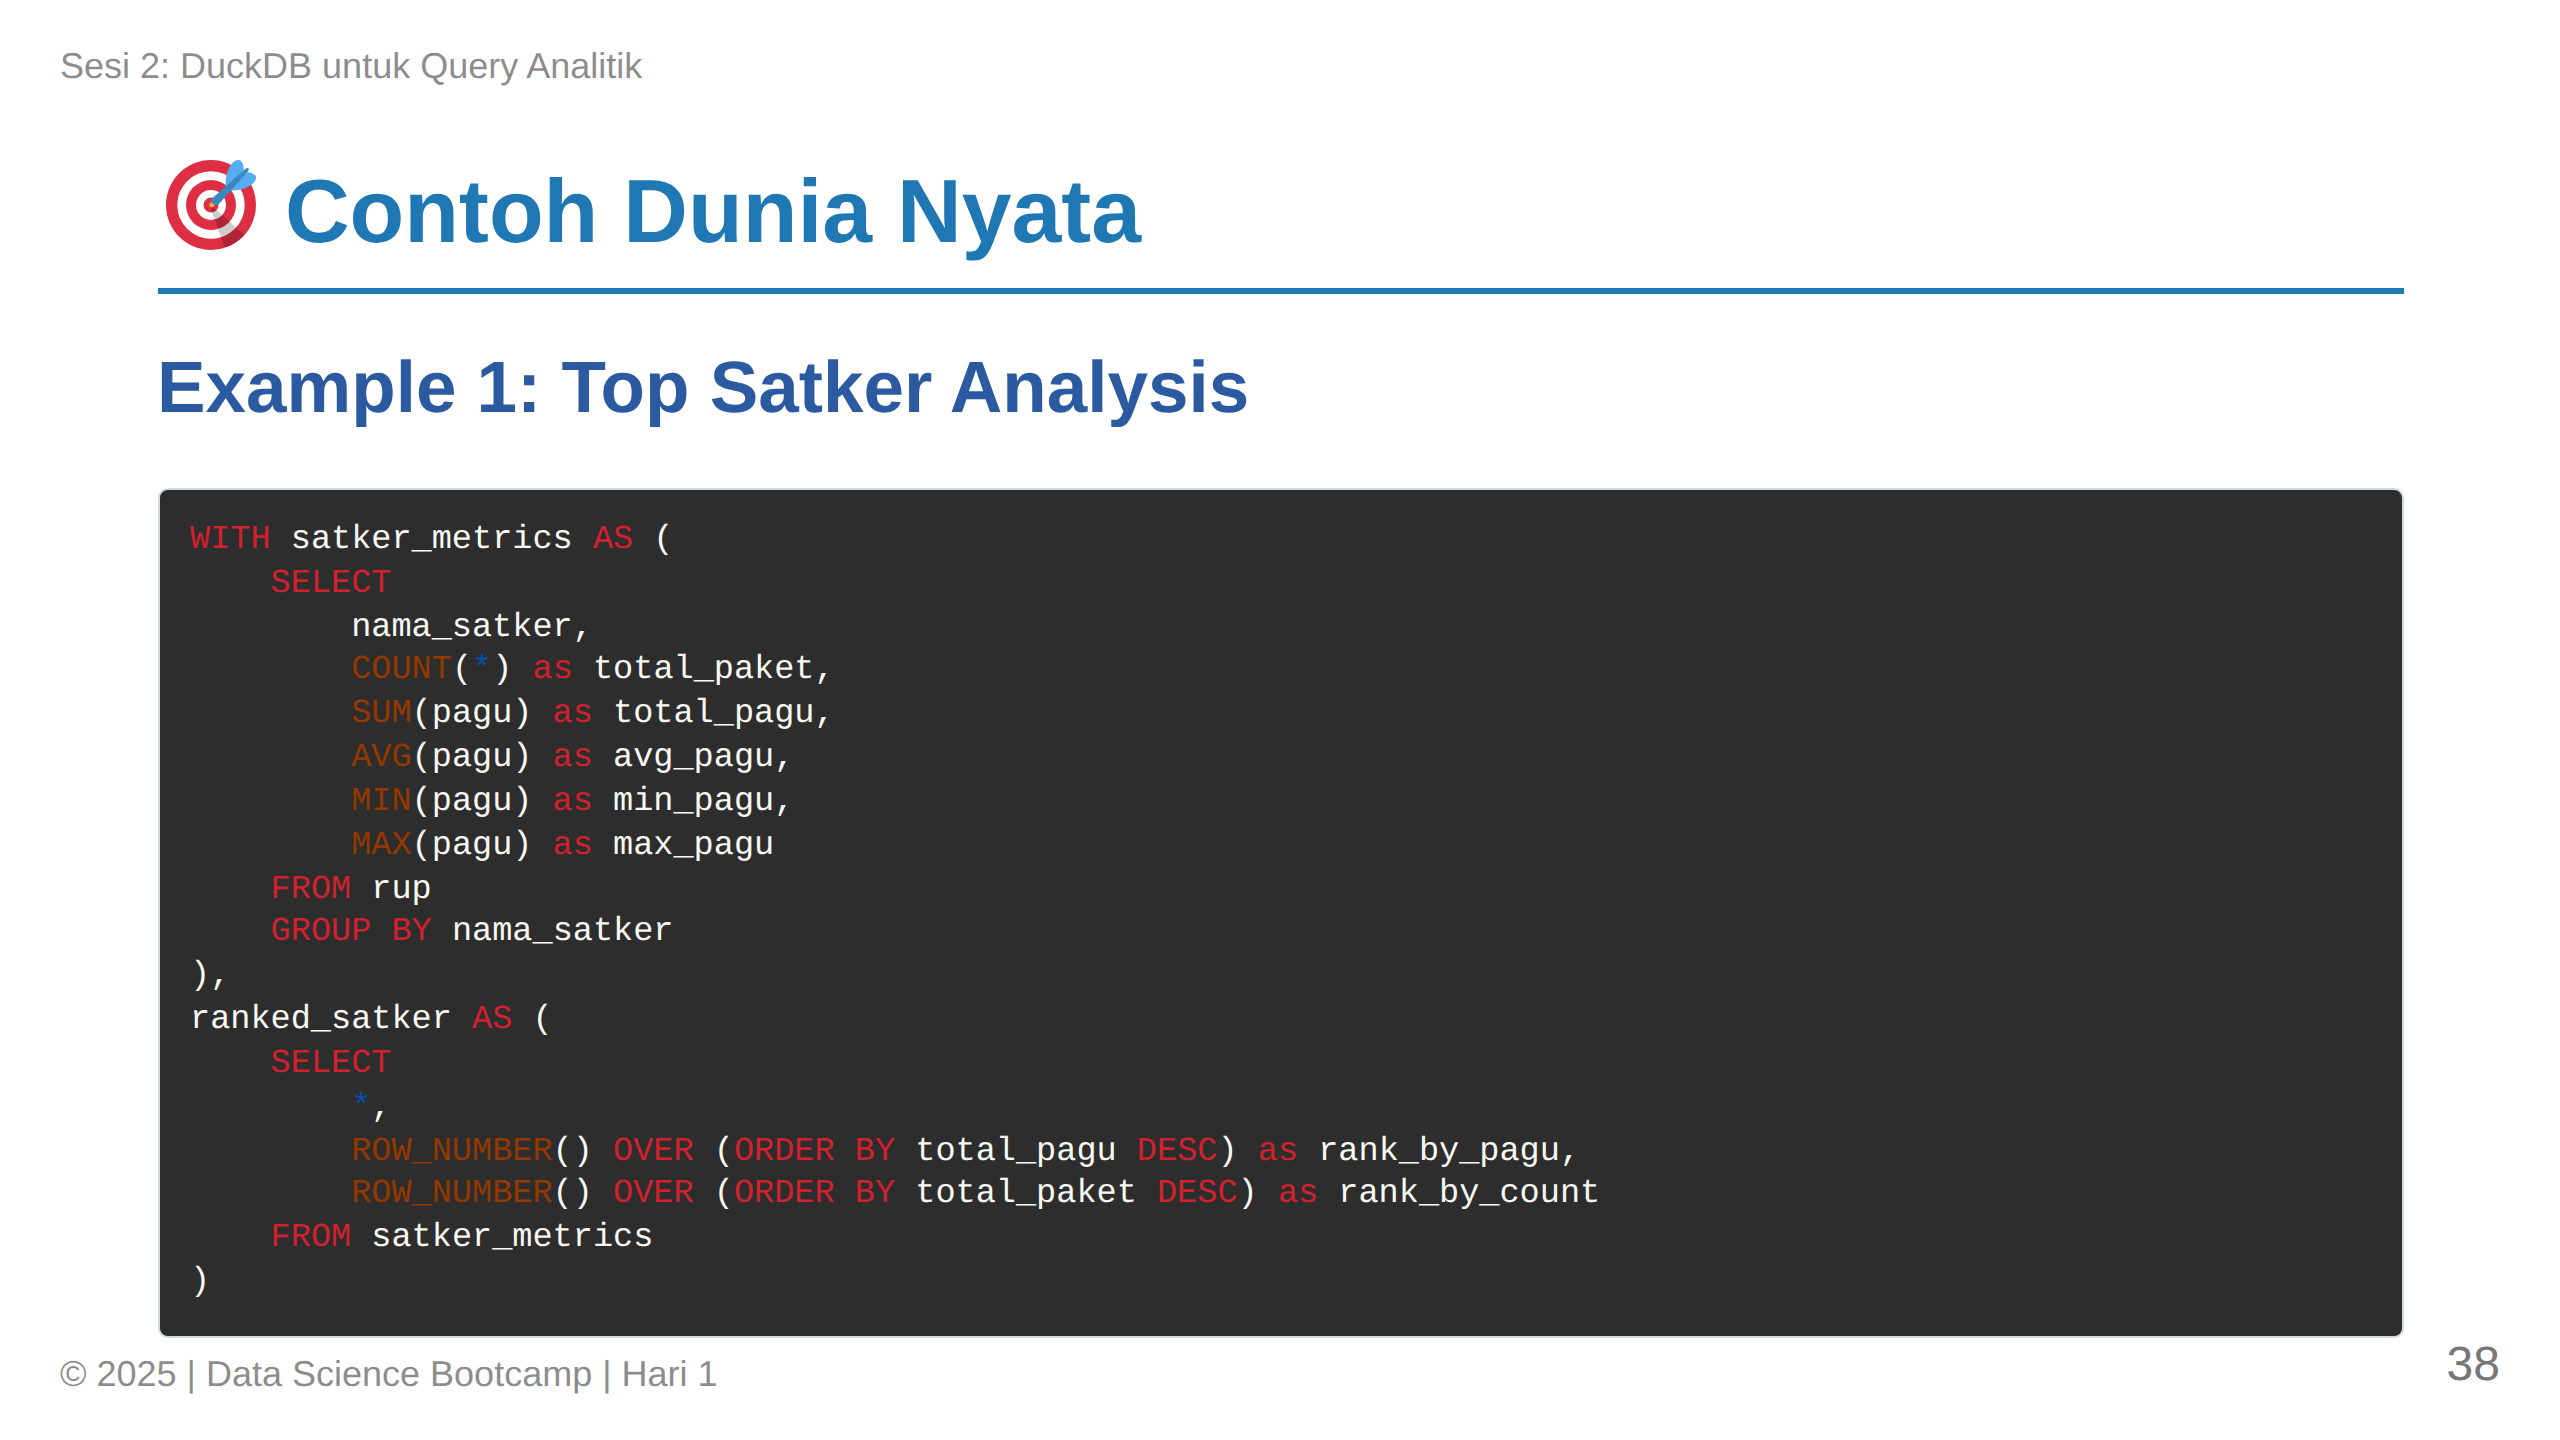 Sesi 2: DuckDB untuk Query Analitik
Contoh Dunia Nyata
Example 1: Top Satker Analysis
WITH satker_metrics AS (
    SELECT
        nama_satker,
        COUNT(*) as total_paket,
        SUM(pagu) as total_pagu,
        AVG(pagu) as avg_pagu,
        MIN(pagu) as min_pagu,
        MAX(pagu) as max_pagu
    FROM rup
    GROUP BY nama_satker
),
ranked_satker AS (
    SELECT
        *,
        ROW_NUMBER() OVER (ORDER BY total_pagu DESC) as rank_by_pagu,
        ROW_NUMBER() OVER (ORDER BY total_paket DESC) as rank_by_count
    FROM satker_metrics
)
© 2025 | Data Science Bootcamp | Hari 1
38